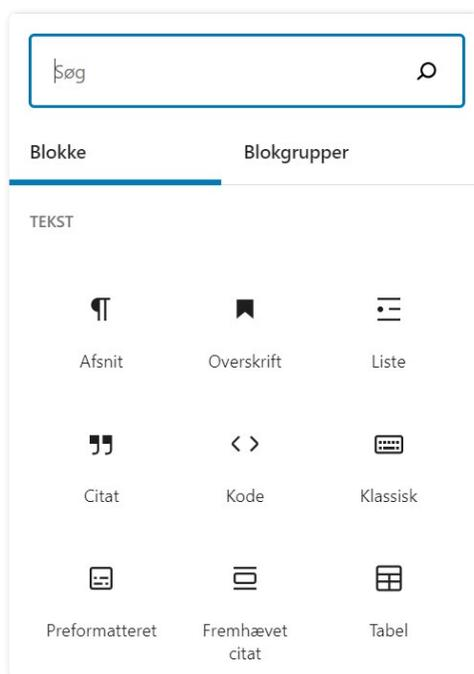 Søg
Blokke Blokgrupper
TEKST
Afsnit Overskrift Liste
Citat Kode Klassisk
Preformatteret Fremhævet citat Tabel